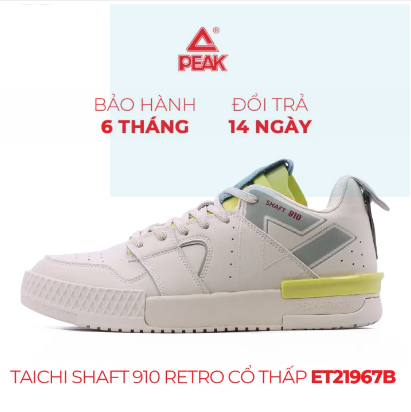 PEAK
BẢO HÀNH ĐỔI TRẢ
6 THÁNG 14 NGÀY
SHAFT 910
TAICHI SHAFT 910 RETRO CỔ THẤP ET21967B